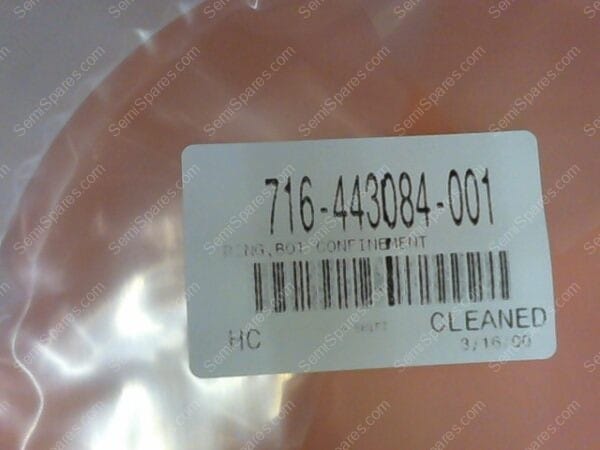 716-443084-001
RING,BOT CONFINEMENT
HC
CLEANED
3/16/00
SemiSpares.com